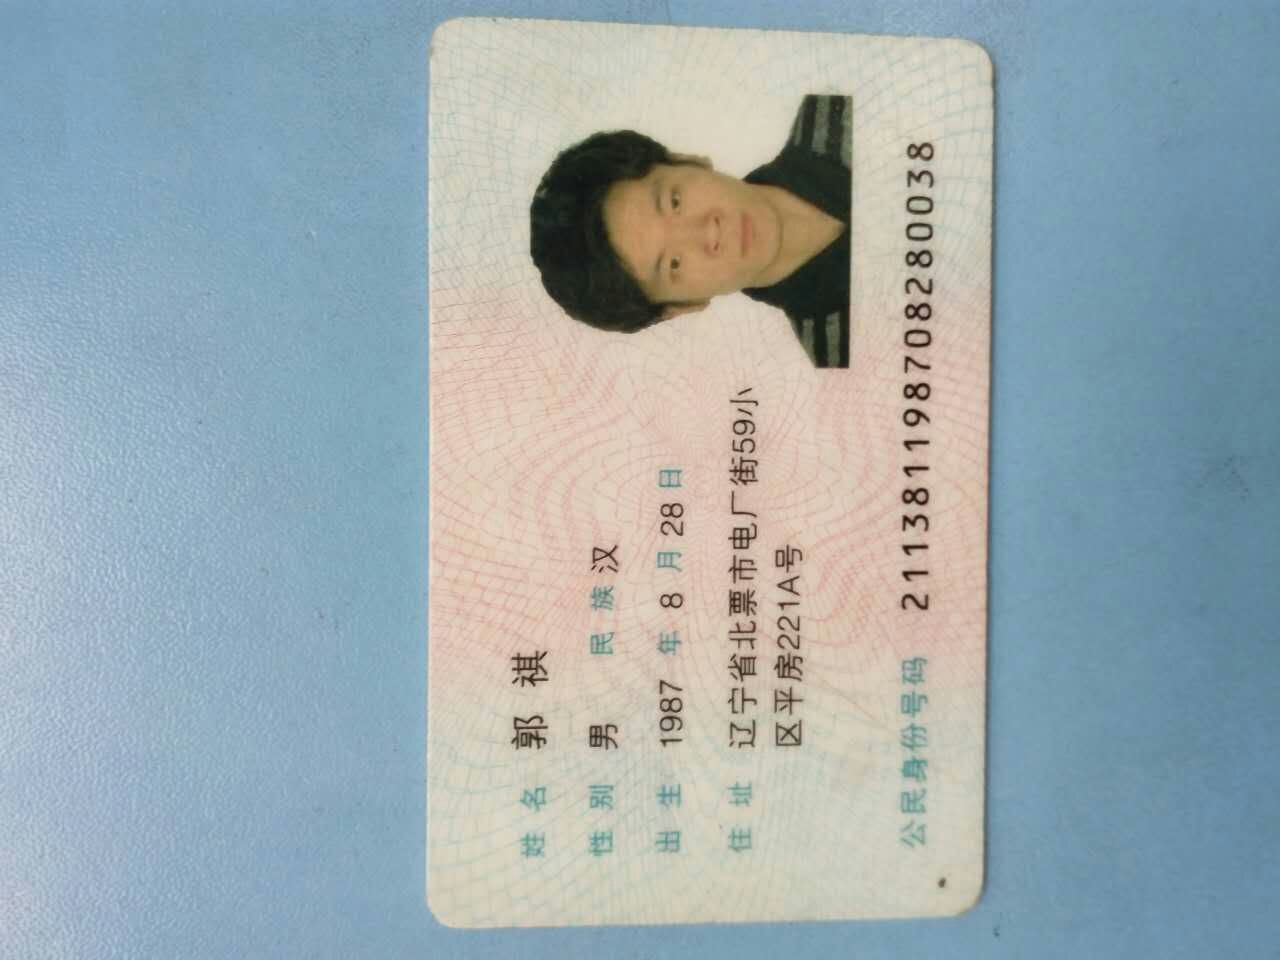 姓名 郭祺
性别 男 民族 汉
出生 1987 年 8 月 28 日
住址 辽宁省北票市电厂街59小
区平房221A号
公民身份号码 211381198708280038